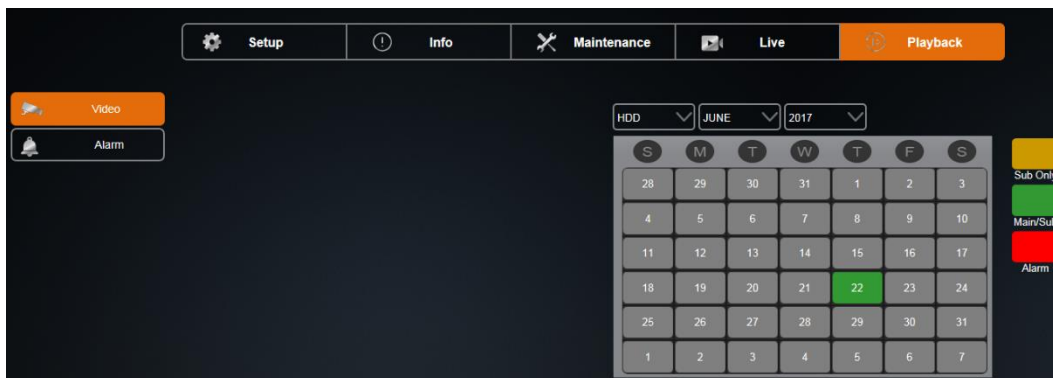 Setup Info Maintenance Live Playback
Video
Alarm
HDD JUNE 2017
S M T W T F S
28 29 30 31 1 2 3
4 5 6 7 8 9 10
11 12 13 14 15 16 17
18 19 20 21 22 23 24
25 26 27 28 29 30 31
1 2 3 4 5 6 7
Sub Only
Main/Sub
Alarm